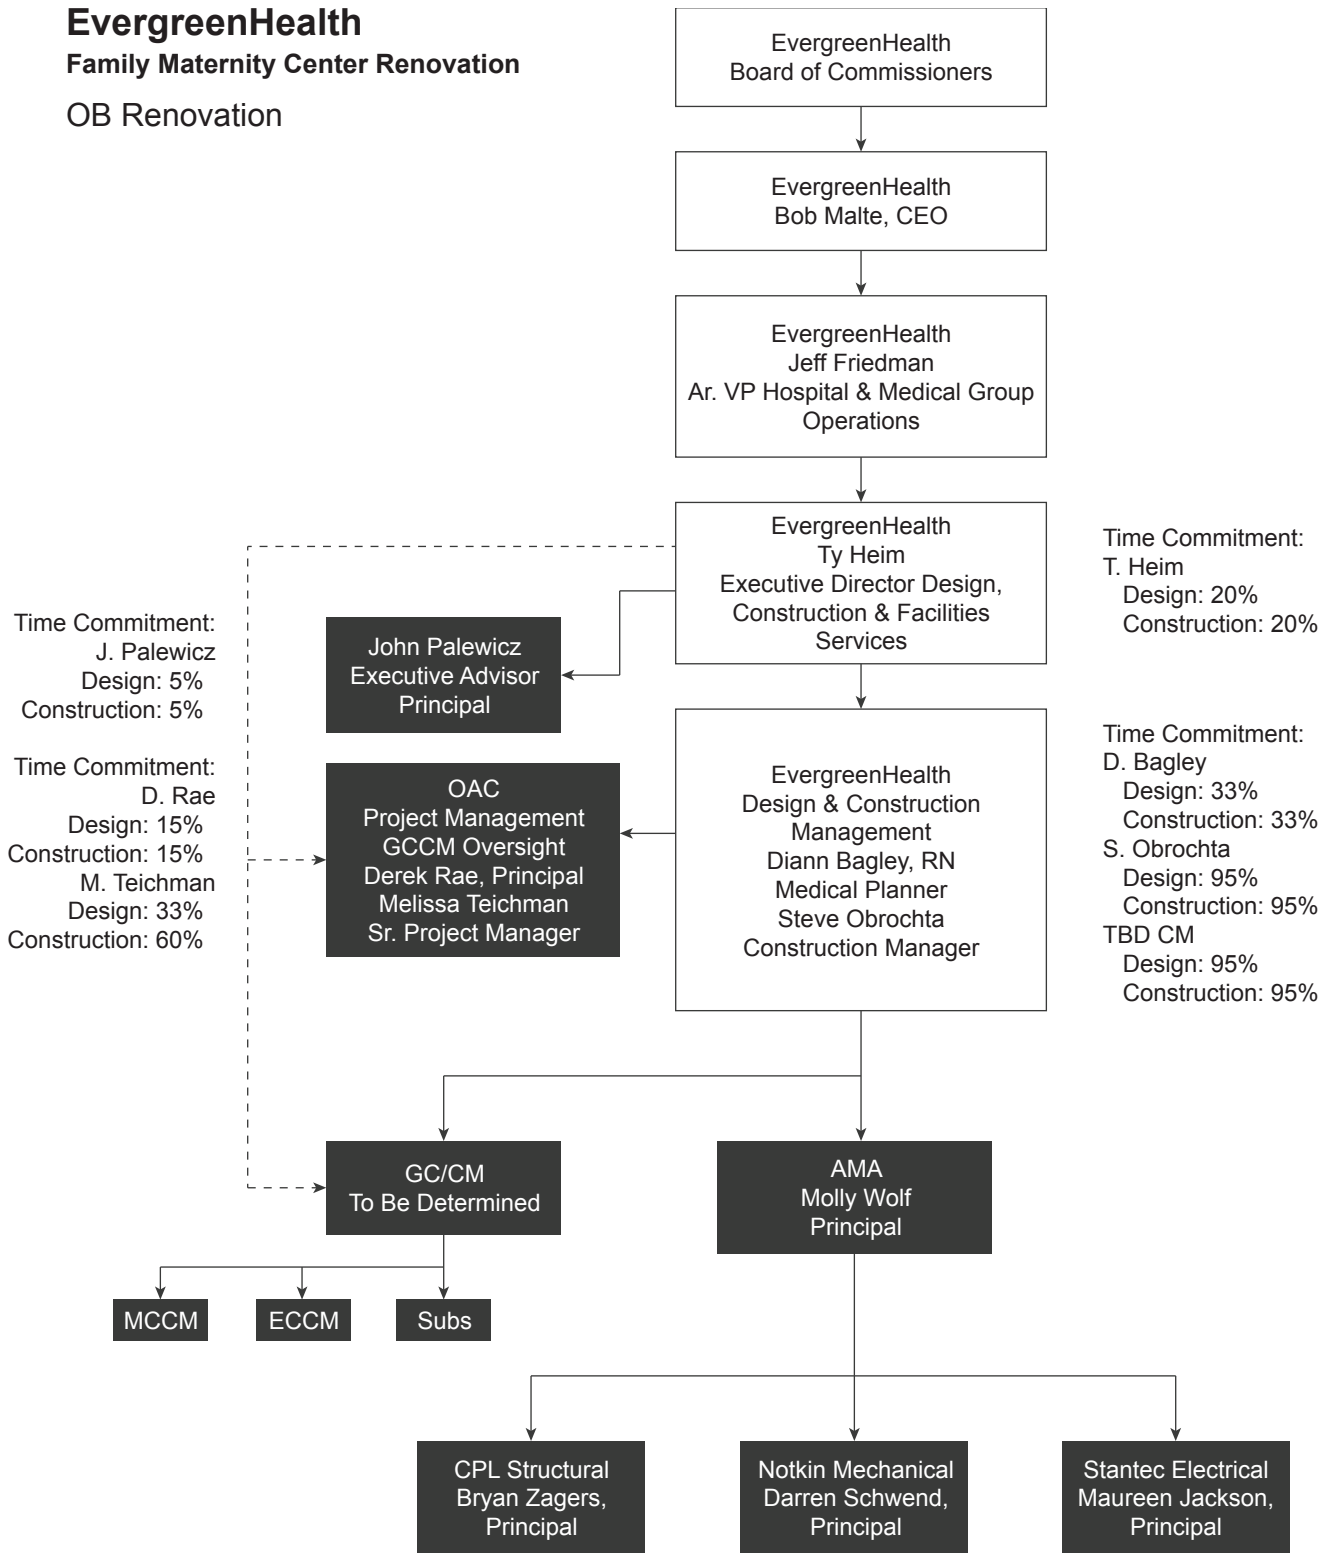 EvergreenHealth
Family Maternity Center Renovation
OB Renovation
EvergreenHealth
Board of Commissioners
EvergreenHealth
Bob Malte, CEO
EvergreenHealth
Jeff Friedman
Ar. VP Hospital & Medical Group
Operations
EvergreenHealth
Ty Heim
Executive Director Design,
Construction & Facilities
Services
Time Commitment:
T. Heim
Design: 20%
Construction: 20%
Time Commitment:
J. Palewicz
Design: 5%
Construction: 5%
John Palewicz
Executive Advisor
Principal
Time Commitment:
D. Rae
Design: 15%
Construction: 15%
M. Teichman
Design: 33%
Construction: 60%
OAC
Project Management
GCCM Oversight
Derek Rae, Principal
Melissa Teichman
Sr. Project Manager
EvergreenHealth
Design & Construction
Management
Diann Bagley, RN
Medical Planner
Steve Obrochta
Construction Manager
Time Commitment:
D. Bagley
Design: 33%
Construction: 33%
S. Obrochta
Design: 95%
Construction: 95%
TBD CM
Design: 95%
Construction: 95%
GC/CM
To Be Determined
AMA
Molly Wolf
Principal
MCCM
ECCM
Subs
CPL Structural
Bryan Zagers,
Principal
Notkin Mechanical
Darren Schwend,
Principal
Stantec Electrical
Maureen Jackson,
Principal